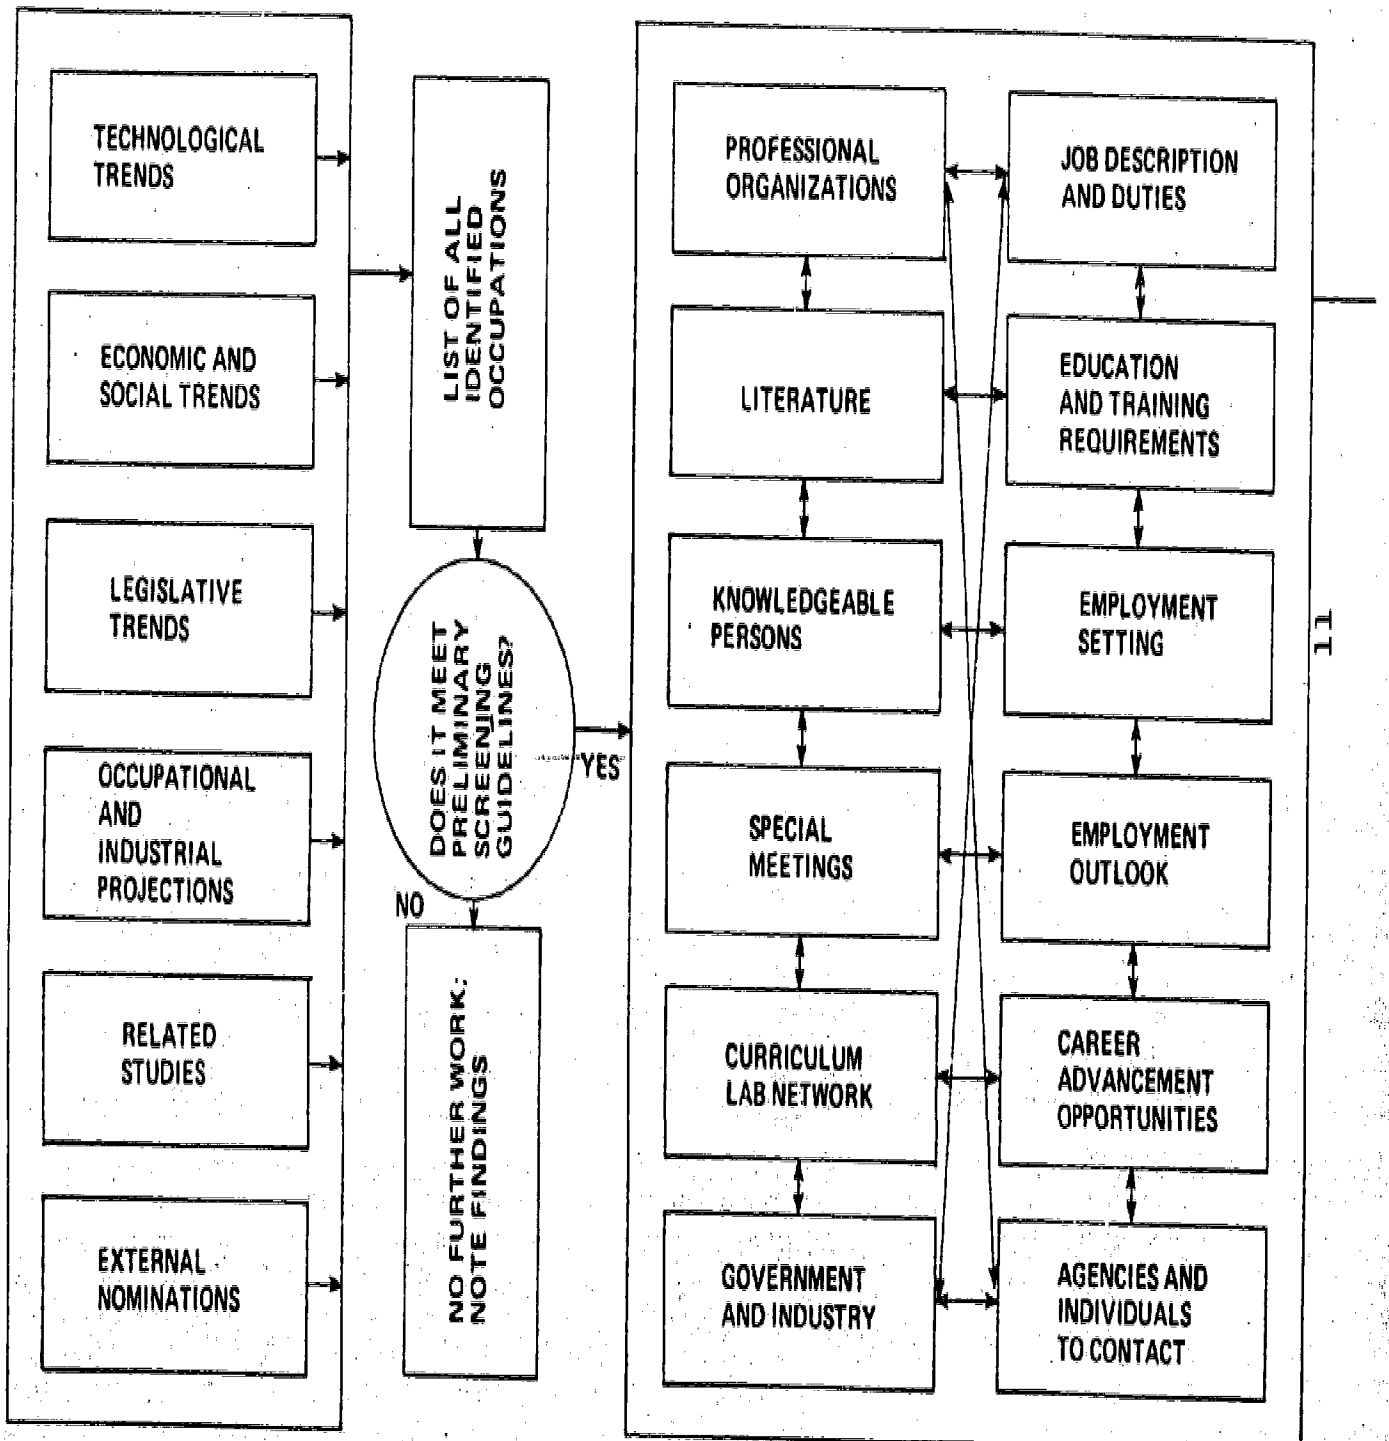 TECHNOLOGICAL
TRENDS
ECONOMIC AND
SOCIAL TRENDS
LEGISLATIVE
TRENDS
OCCUPATIONAL
AND
INDUSTRIAL
PROJECTIONS
RELATED
STUDIES
EXTERNAL
NOMINATIONS
LIST OF ALL
IDENTIFIED
OCCUPATIONS
DOES IT MEET
PRELIMINARY
SCREENING
GUIDELINES?
YES
NO
NO FURTHER WORK:
NOTE FINDINGS
PROFESSIONAL
ORGANIZATIONS
LITERATURE
KNOWLEDGEABLE
PERSONS
SPECIAL
MEETINGS
CURRICULUM
LAB NETWORK
GOVERNMENT
AND INDUSTRY
JOB DESCRIPTION
AND DUTIES
EDUCATION
AND TRAINING
REQUIREMENTS
EMPLOYMENT
SETTING
EMPLOYMENT
OUTLOOK
CAREER
ADVANCEMENT
OPPORTUNITIES
AGENCIES AND
INDIVIDUALS
TO CONTACT
11